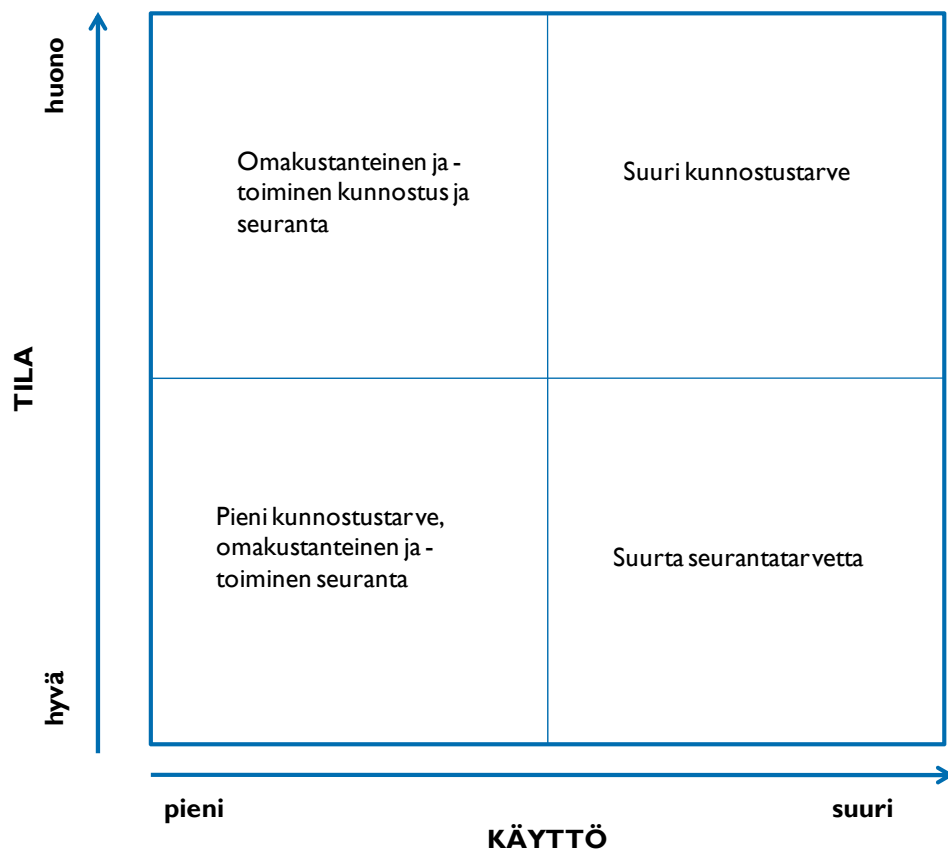 huono
Omakustanteinen ja -
toiminen kunnostus ja
seuranta
Suuri kunnostustarve
TILA
Pieni kunnostustarve,
omakustanteinen ja -
toiminen seuranta
Suurta seurantatarvetta
hyvä
pieni
suuri
KÄYTTÖ